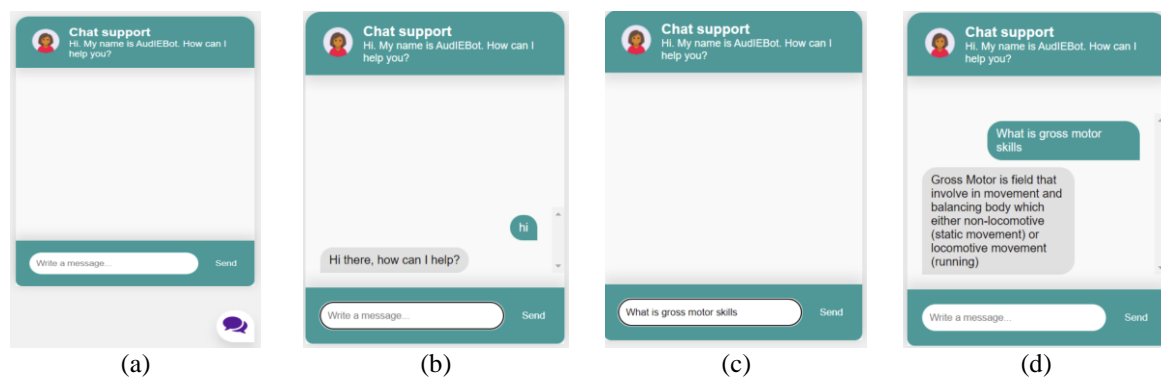 Chat support
Hi. My name is AudIEBot. How can I
help you?
Write a message...
Send
(a)
Chat support
Hi. My name is AudIEBot. How can I
help you?
hi
Hi there, how can I help?
Write a message...
Send
(b)
Chat support
Hi. My name is AudIEBot. How can I
help you?
What is gross motor skills
Send
(c)
Chat support
Hi. My name is AudIEBot. How can I
help you?
What is gross motor
skills
Gross Motor is field that
involve in movement and
balancing body which
either non-locomotive
(static movement) or
locomotive movement
(running)
Write a message...
Send
(d)